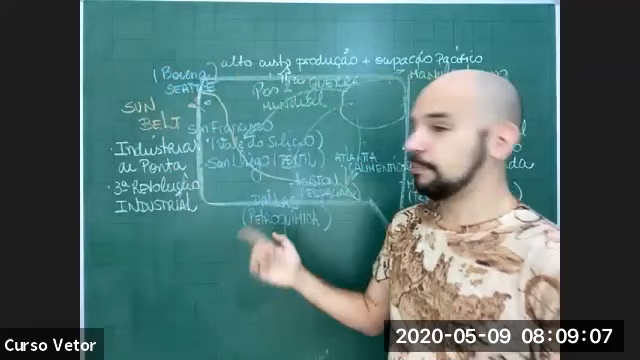 alto custo produção + ocupação Pacífico
Boeing
SEATTLE
Pós 2ª GUERRA
MUNDIAL
SUN
BELT
San Francisco
(Vale do Silício)
• Indústrias
de Ponta
• San Diego (TÊXTIL)
ATLANTA
(ALIMENTÍCIA
• 3ª REVOLUÇÃO
INDUSTRIAL
HOUSTON
(ESPACIAL)
DALLAS
(PETROQUÍMICA)
Curso Vetor
2020-05-09 08:09:07